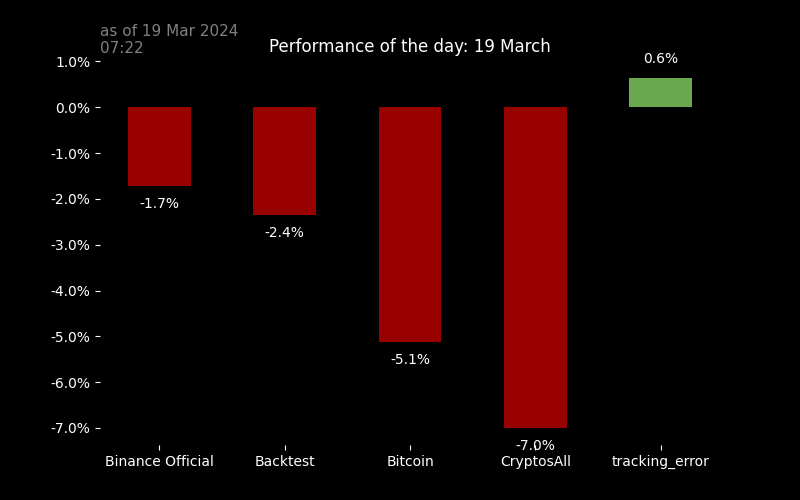 as of 19 Mar 2024
07:22
Performance of the day: 19 March
1.0%
0.0%
-1.0%
-2.0%
-3.0%
-4.0%
-5.0%
-6.0%
-7.0%
-1.7%
-2.4%
-5.1%
-7.0%
0.6%
Binance Official
Backtest
Bitcoin
CryptosAll
tracking_error